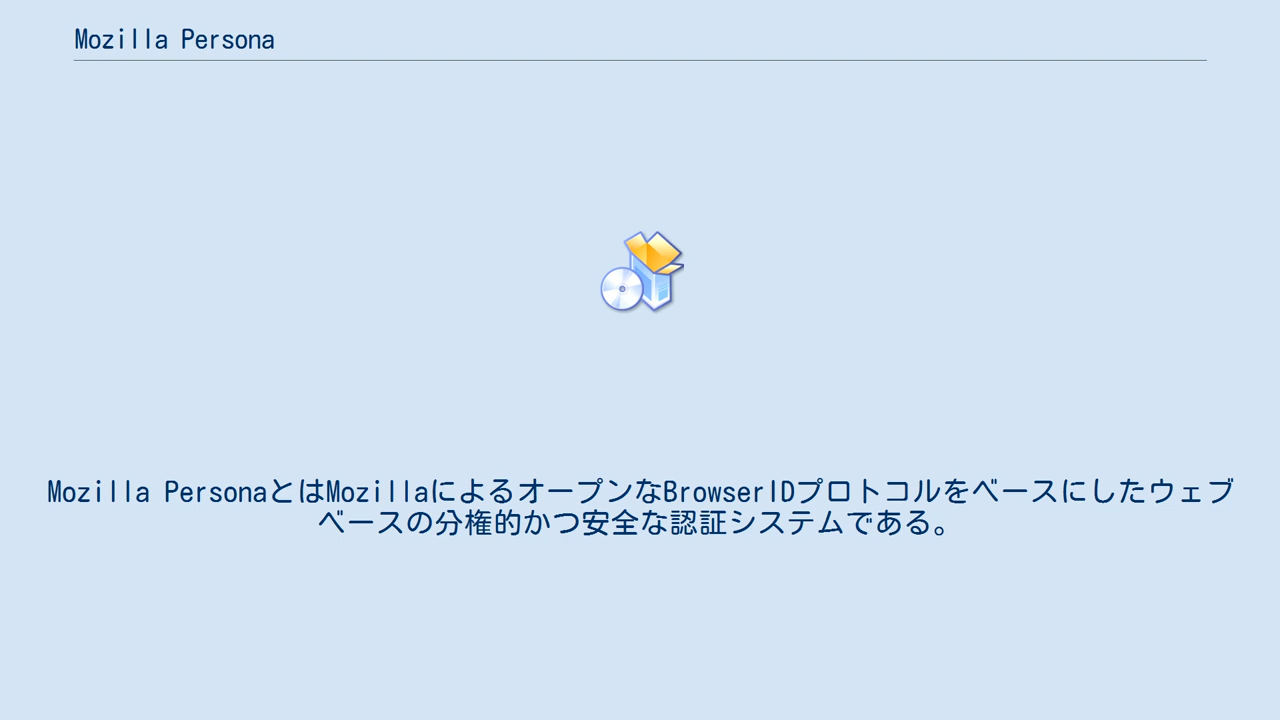 Mozilla Persona
Mozilla PersonaとはMozillaによるオープンなBrowserIDプロトコルをベースにしたウェブ
ベースの分権的かつ安全な認証システムである。